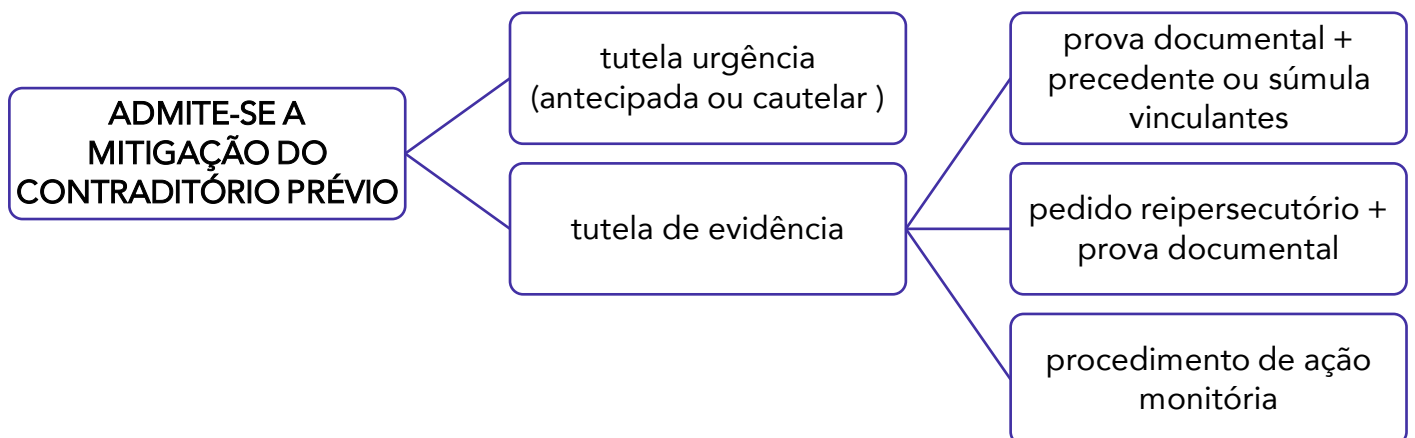 ADMITE-SE A
MITIGAÇÃO DO
CONTRADITÓRIO PRÉVIO
tutela urgência
(antecipada ou cautelar )
tutela de evidência
prova documental +
precedente ou súmula
vinculantes
pedido reipersecutório +
prova documental
procedimento de ação
monitória